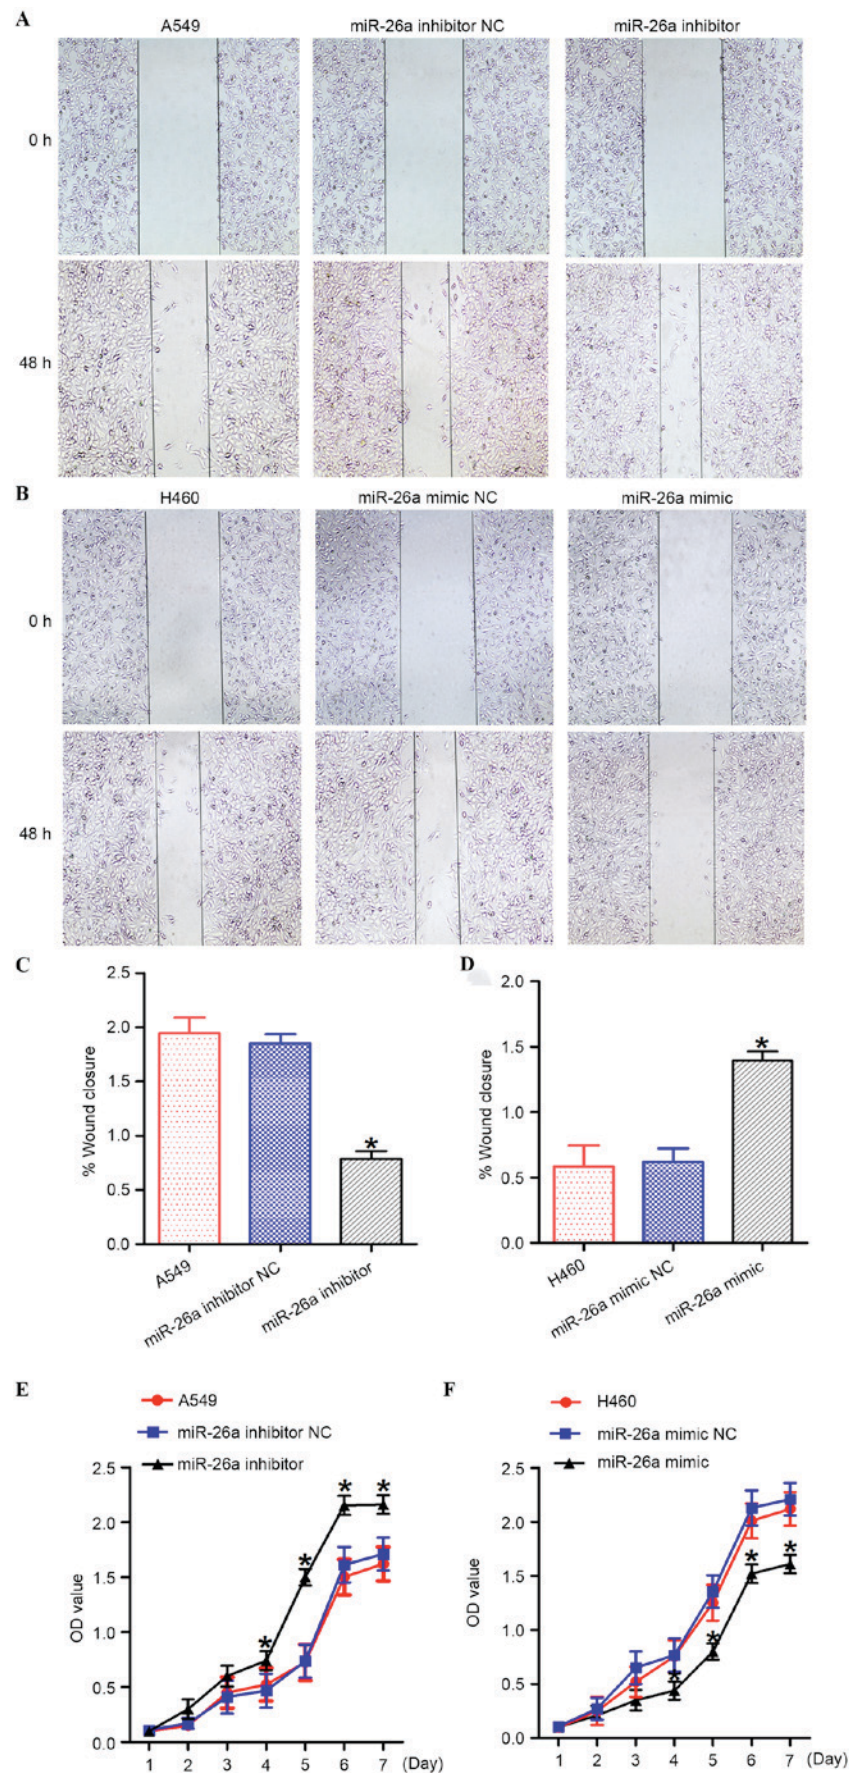 A
A549 miR-26a inhibitor NC miR-26a inhibitor
0 h
48 h
B
H460 miR-26a mimic NC miR-26a mimic
0 h
48 h
C
2.5
2.0
1.5
1.0
0.5
0.0
% Wound closure
*
A549
miR-26a inhibitor NC
miR-26a inhibitor
D
2.0
1.5
1.0
0.5
0.0
% Wound closure
*
H460
miR-26a mimic NC
miR-26a mimic
E
A549
miR-26a inhibitor NC
miR-26a inhibitor
2.5
2.0
1.5
1.0
0.5
0.0
OD value
* * * *
1 2 3 4 5 6 7 (Day)
F
H460
miR-26a mimic NC
miR-26a mimic
2.5
2.0
1.5
1.0
0.5
0.0
OD value
* * * *
1 2 3 4 5 6 7 (Day)